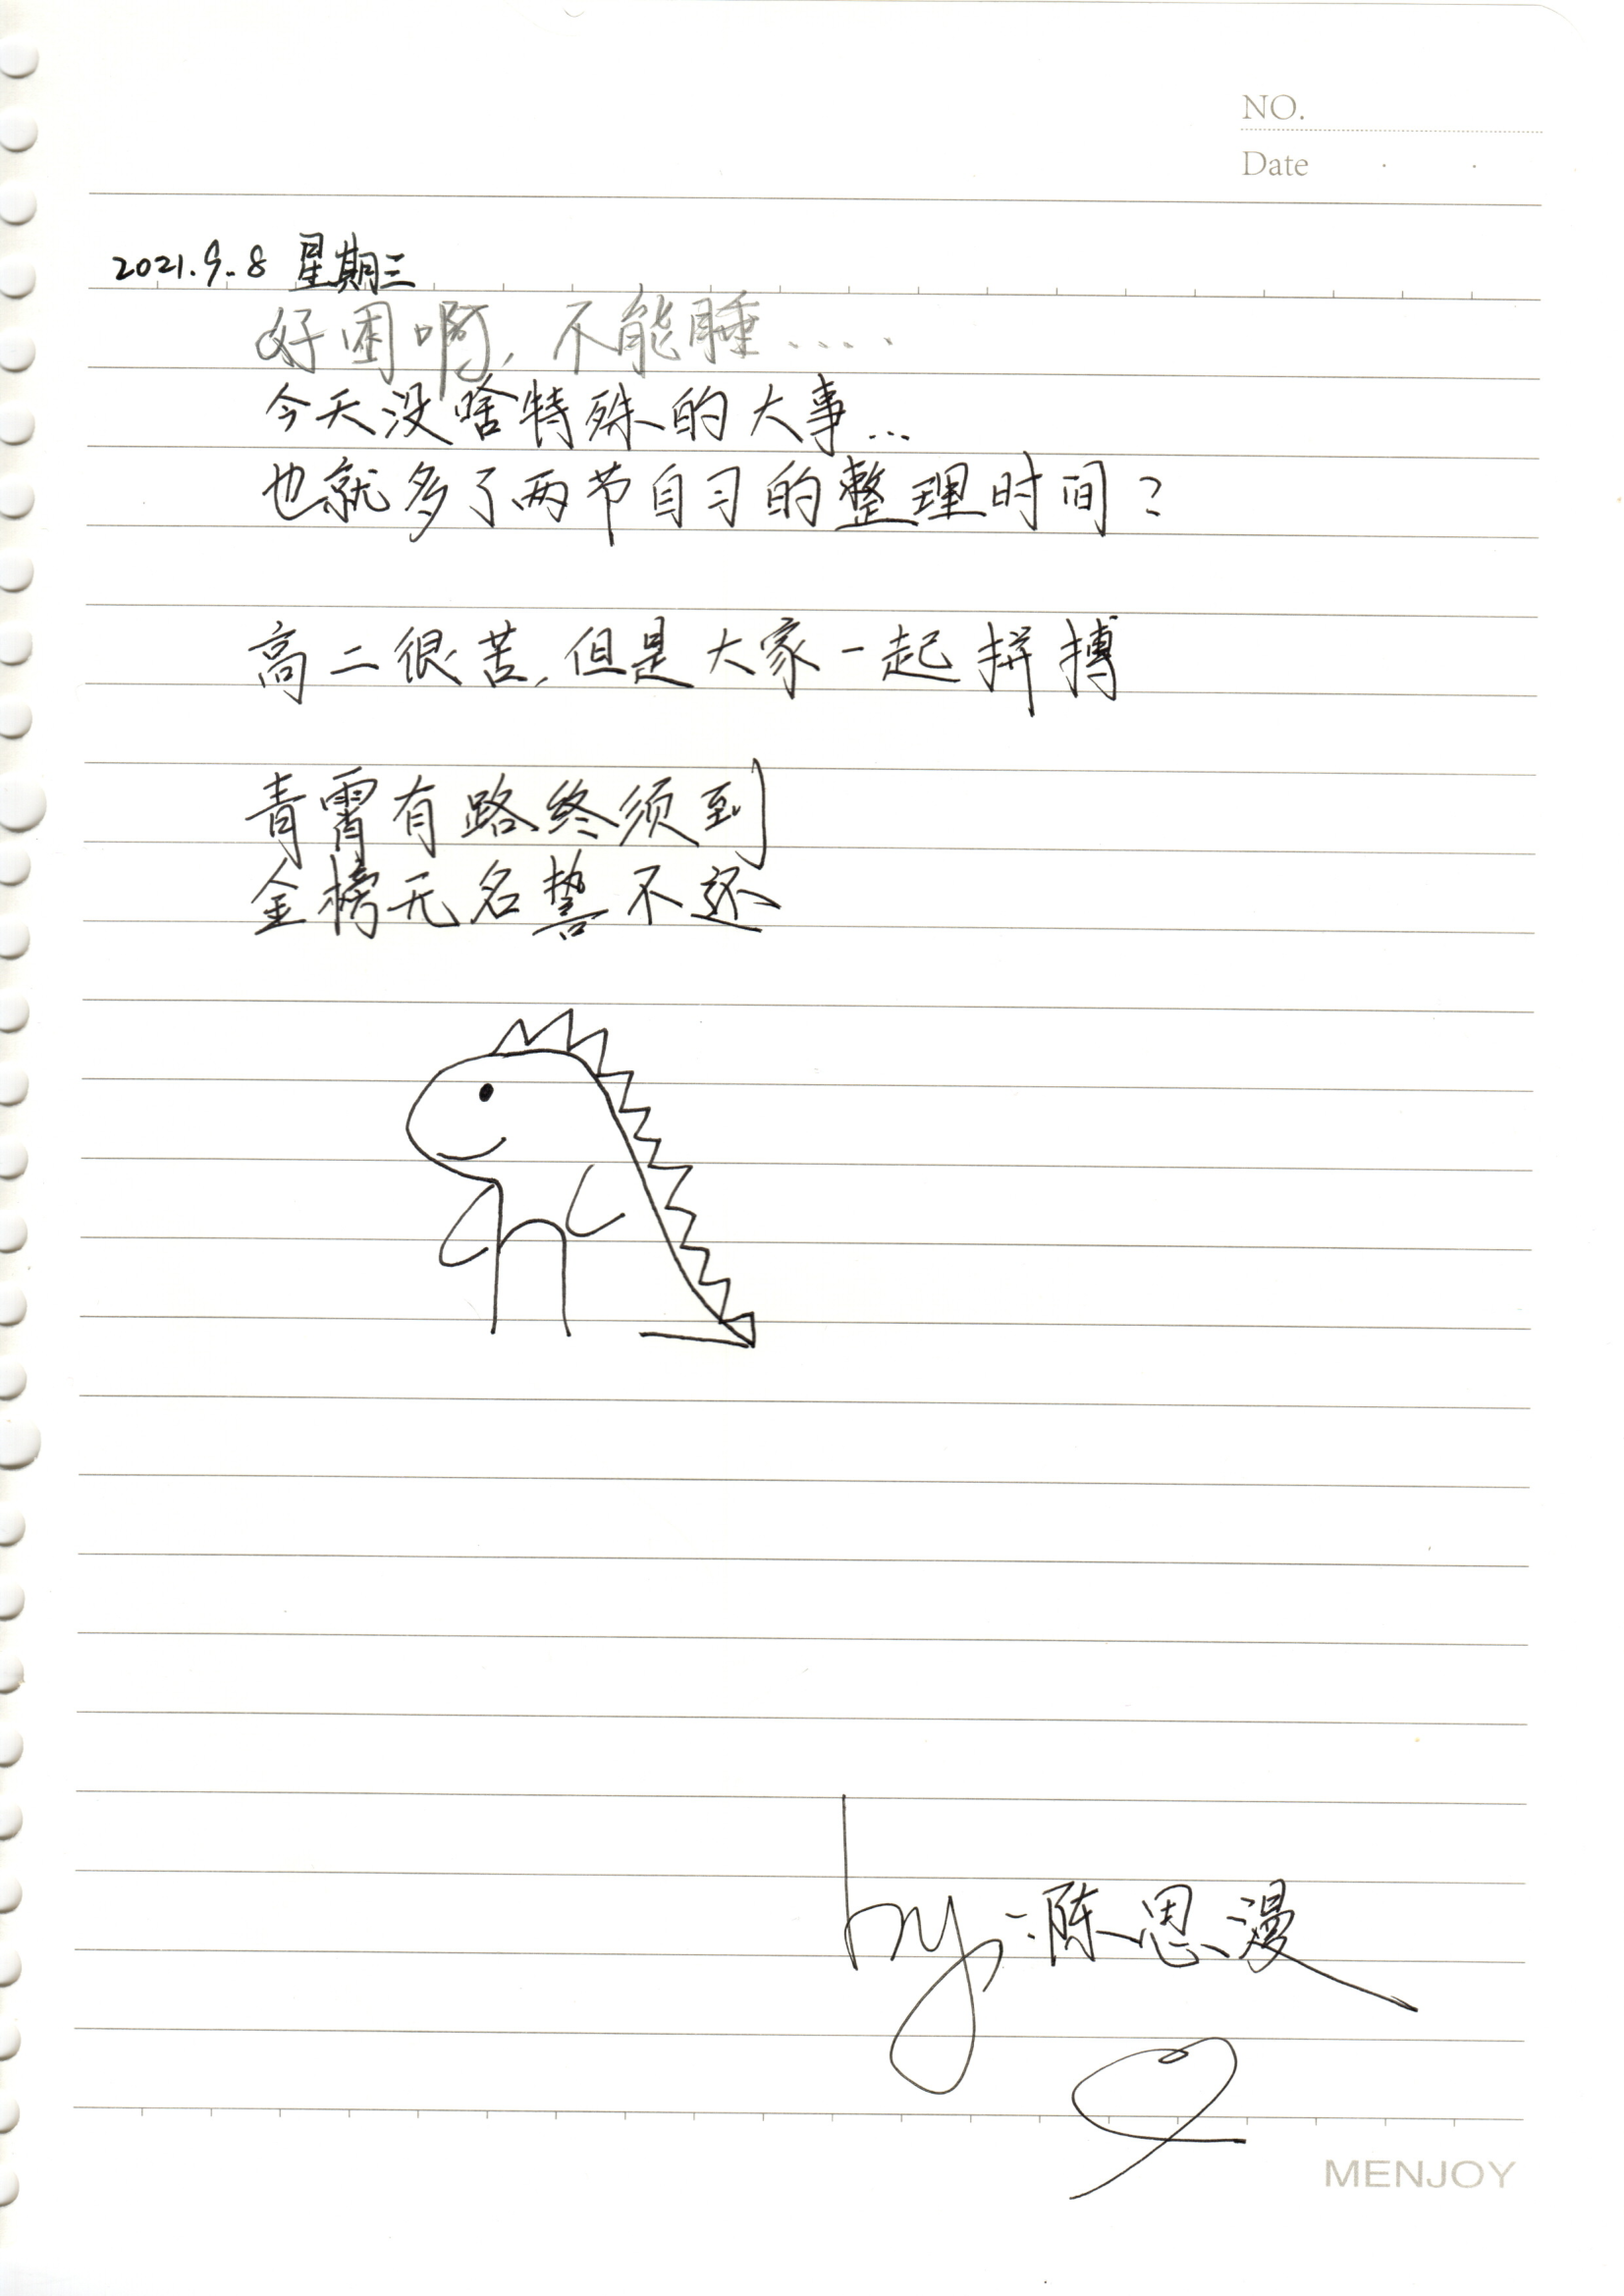 NO.
Date
2021.9.8 星期三
好困啊,不能睡.....
今天没啥特殊的大事...
也就多了两节自习的整理时间?
高二很苦,但是大家一起拼搏
青霄有路终须到
金榜无名誓不还
by:陈思漫
MENJOY